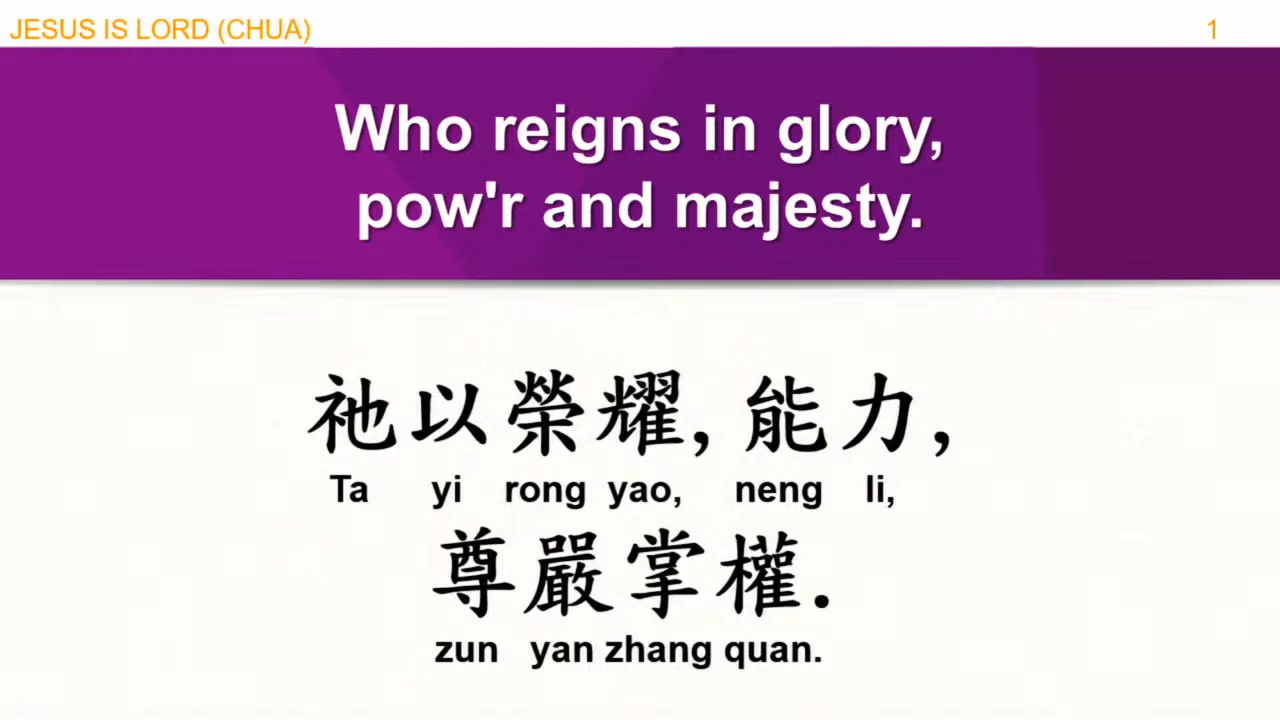 JESUS IS LORD (CHUA)
1
Who reigns in glory,
pow'r and majesty.
祂以榮耀, 能力,
Ta yi rong yao, neng li,
尊嚴掌權.
zun yan zhang quan.